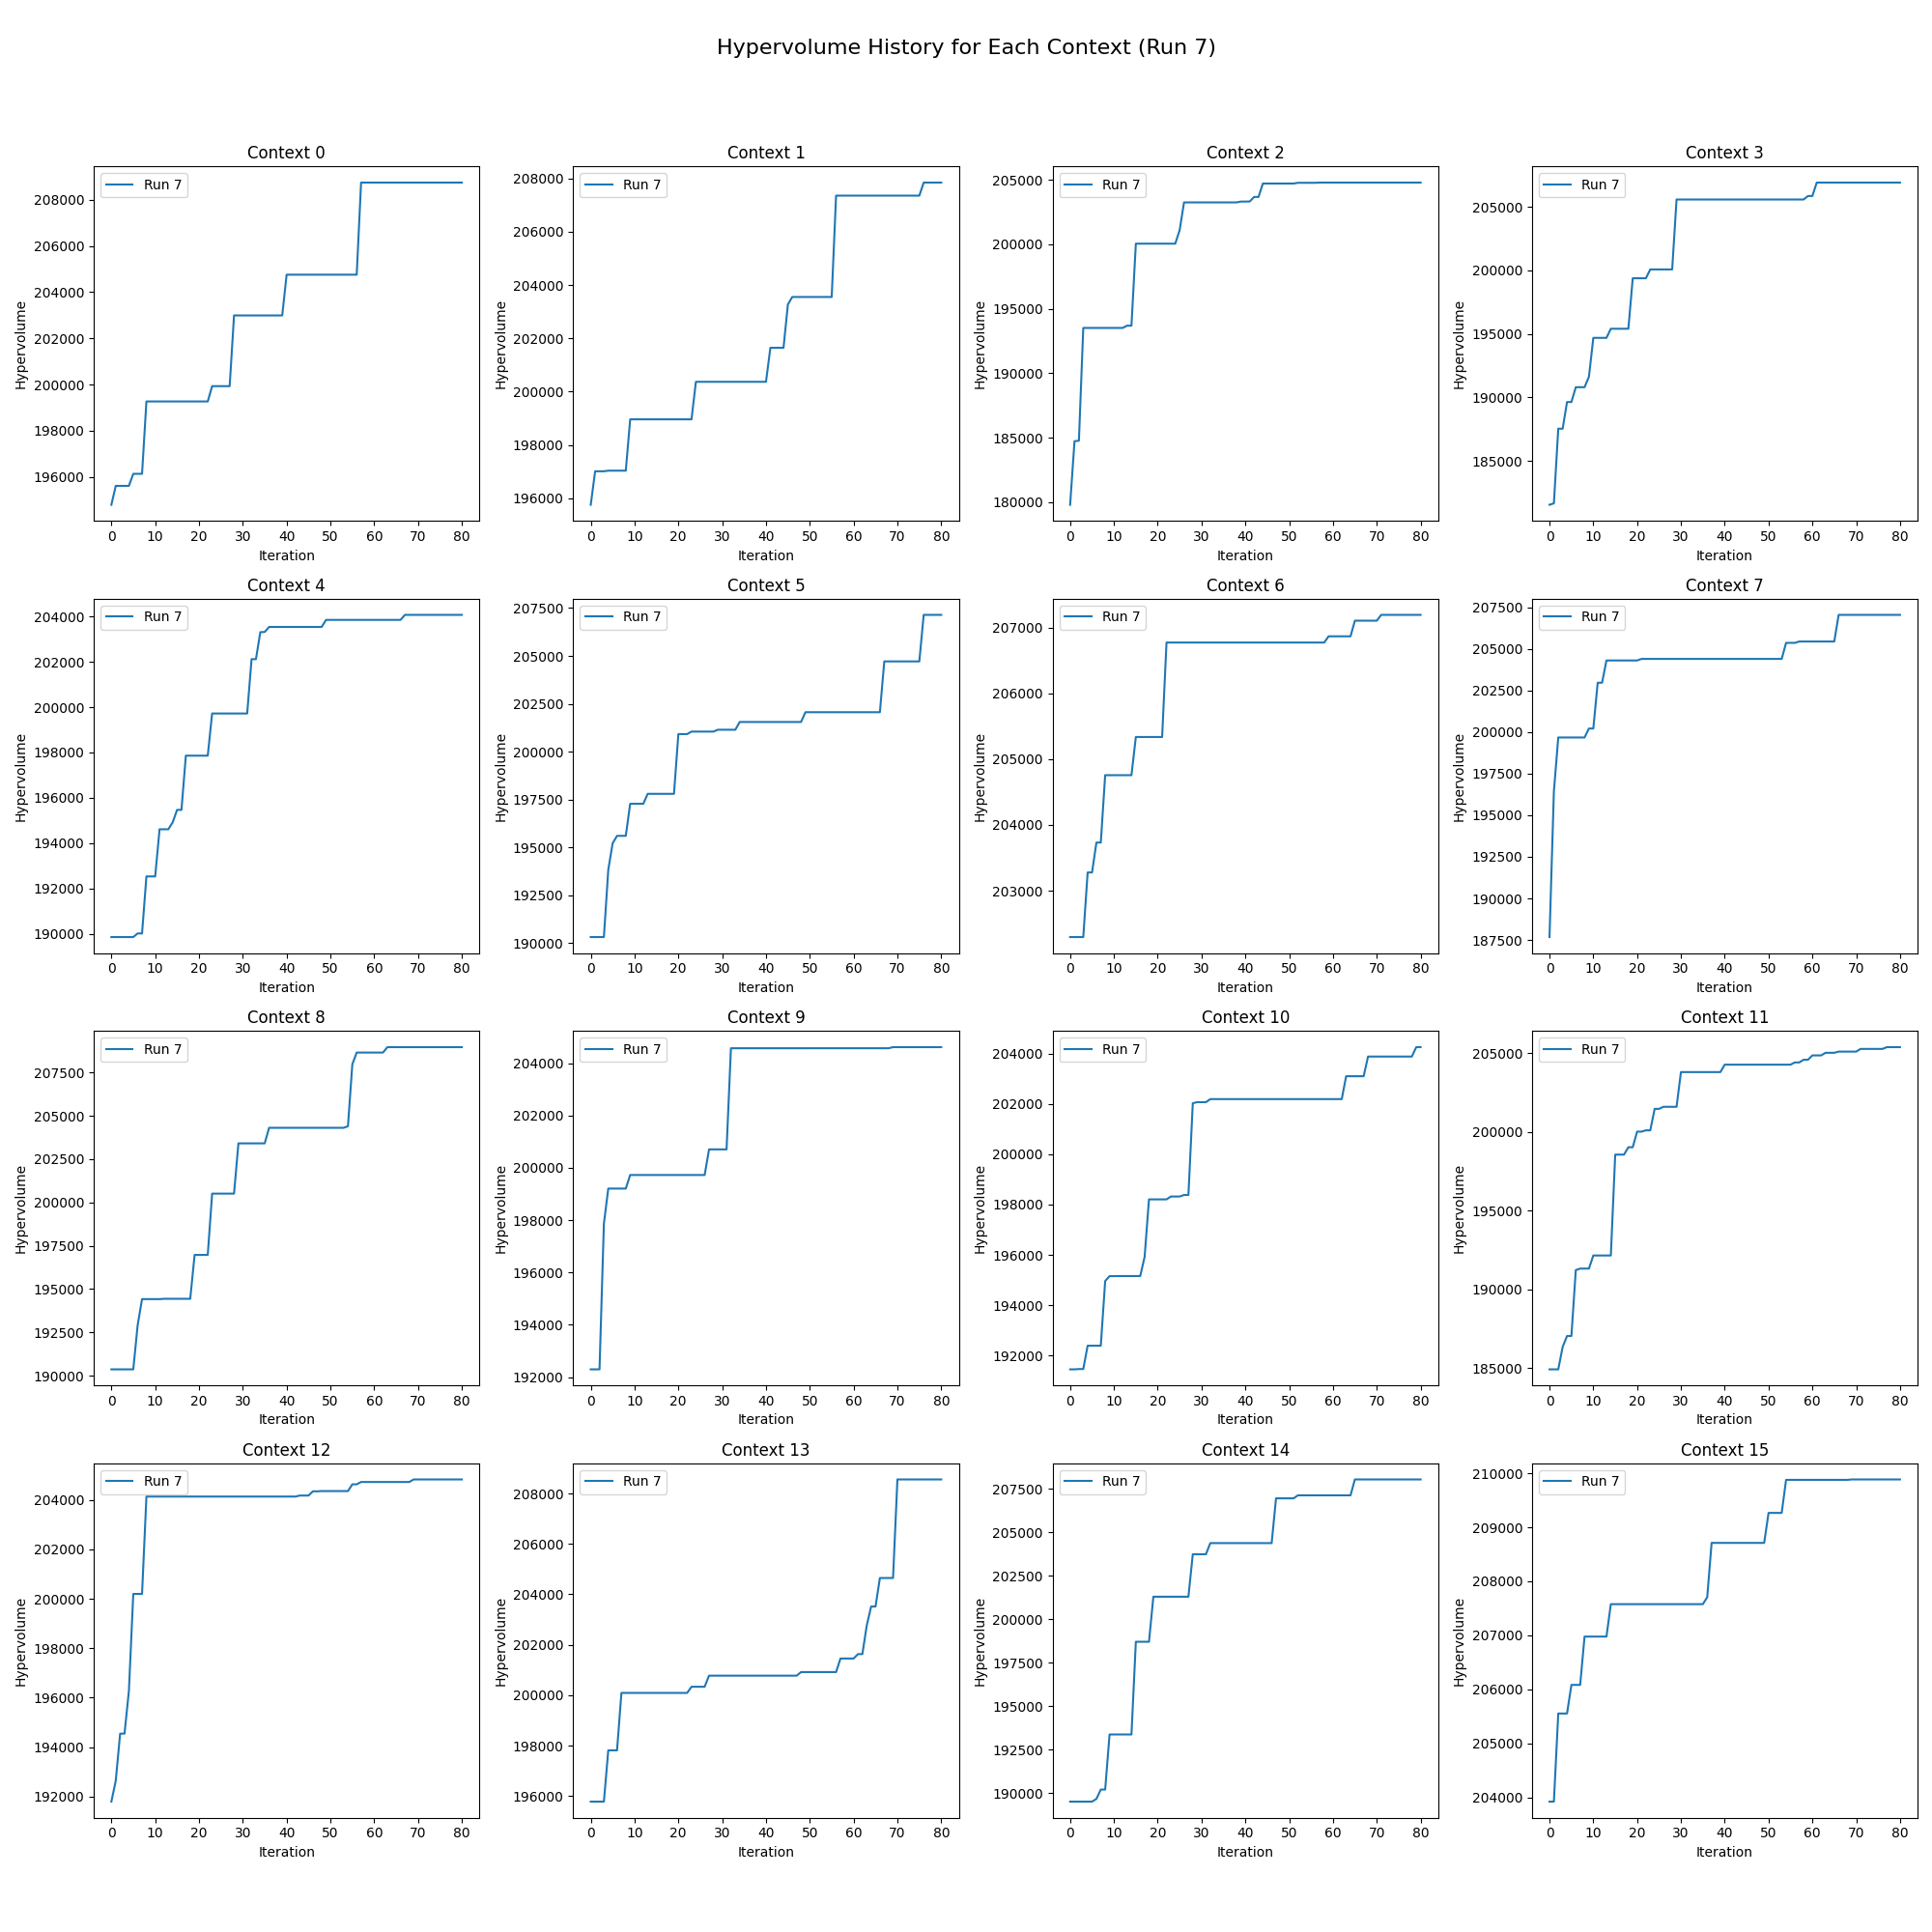 Hypervolume History for Each Context (Run 7)
Context 0
Run 7
208000
206000
204000
202000
200000
198000
196000
Hypervolume
0 10 20 30 40 50 60 70 80
Iteration
Context 1
Run 7
208000
206000
204000
202000
200000
198000
196000
Hypervolume
0 10 20 30 40 50 60 70 80
Iteration
Context 2
Run 7
205000
200000
195000
190000
185000
180000
Hypervolume
0 10 20 30 40 50 60 70 80
Iteration
Context 3
Run 7
205000
200000
195000
190000
185000
Hypervolume
0 10 20 30 40 50 60 70 80
Iteration
Context 4
Run 7
204000
202000
200000
198000
196000
194000
192000
190000
Hypervolume
0 10 20 30 40 50 60 70 80
Iteration
Context 5
Run 7
207500
205000
202500
200000
197500
195000
192500
190000
Hypervolume
0 10 20 30 40 50 60 70 80
Iteration
Context 6
Run 7
207000
206000
205000
204000
203000
Hypervolume
0 10 20 30 40 50 60 70 80
Iteration
Context 7
Run 7
207500
205000
202500
200000
197500
195000
192500
190000
187500
Hypervolume
0 10 20 30 40 50 60 70 80
Iteration
Context 8
Run 7
207500
205000
202500
200000
197500
195000
192500
190000
Hypervolume
0 10 20 30 40 50 60 70 80
Iteration
Context 9
Run 7
204000
202000
200000
198000
196000
194000
192000
Hypervolume
0 10 20 30 40 50 60 70 80
Iteration
Context 10
Run 7
204000
202000
200000
198000
196000
194000
192000
Hypervolume
0 10 20 30 40 50 60 70 80
Iteration
Context 11
Run 7
205000
200000
195000
190000
185000
Hypervolume
0 10 20 30 40 50 60 70 80
Iteration
Context 12
Run 7
204000
202000
200000
198000
196000
194000
192000
Hypervolume
0 10 20 30 40 50 60 70 80
Iteration
Context 13
Run 7
208000
206000
204000
202000
200000
198000
196000
Hypervolume
0 10 20 30 40 50 60 70 80
Iteration
Context 14
Run 7
207500
205000
202500
200000
197500
195000
192500
190000
Hypervolume
0 10 20 30 40 50 60 70 80
Iteration
Context 15
Run 7
210000
209000
208000
207000
206000
205000
204000
Hypervolume
0 10 20 30 40 50 60 70 80
Iteration